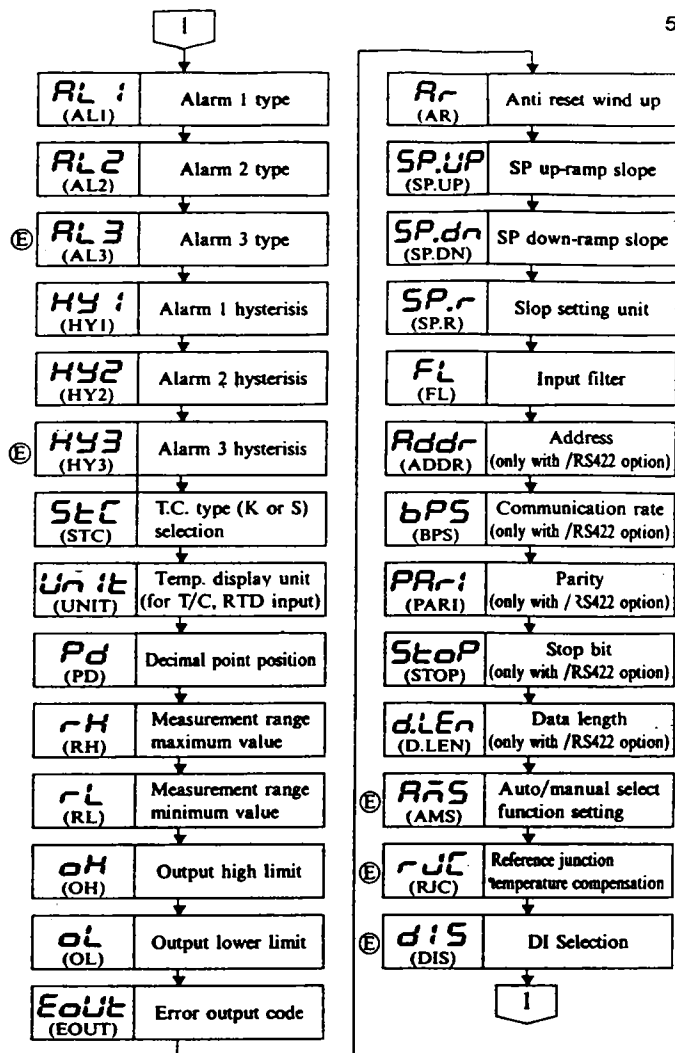 1
AL1
(AL1)
Alarm 1 type
AL2
(AL2)
Alarm 2 type
Ⓔ
AL3
(AL3)
Alarm 3 type
HY1
(HY1)
Alarm 1 hysterisis
HY2
(HY2)
Alarm 2 hysterisis
Ⓔ
HY3
(HY3)
Alarm 3 hysterisis
StC
(STC)
T.C. type (K or S)
selection
Unit
(UNIT)
Temp. display unit
(for T/C, RTD input)
Pd
(PD)
Decimal point position
rH
(RH)
Measurement range
maximum value
rL
(RL)
Measurement range
minimum value
oH
(OH)
Output high limit
oL
(OL)
Output lower limit
EoUt
(EOUT)
Error output code
5
Ar
(AR)
Anti reset wind up
SP.UP
(SP.UP)
SP up-ramp slope
SP.dn
(SP.DN)
SP down-ramp slope
SP.r
(SP.R)
Slop setting unit
FL
(FL)
Input filter
Addr
(ADDR)
Address
(only with /RS422 option)
bPS
(BPS)
Communication rate
(only with /RS422 option)
PAri
(PARI)
Parity
(only with /RS422 option)
StoP
(STOP)
Stop bit
(only with /RS422 option)
d.LEn
(D.LEN)
Data length
(only with /RS422 option)
Ⓔ
AMS
(AMS)
Auto/manual select
function setting
Ⓔ
rJC
(RJC)
Reference junction
temperature compensation
Ⓔ
diS
(DIS)
DI Selection
1